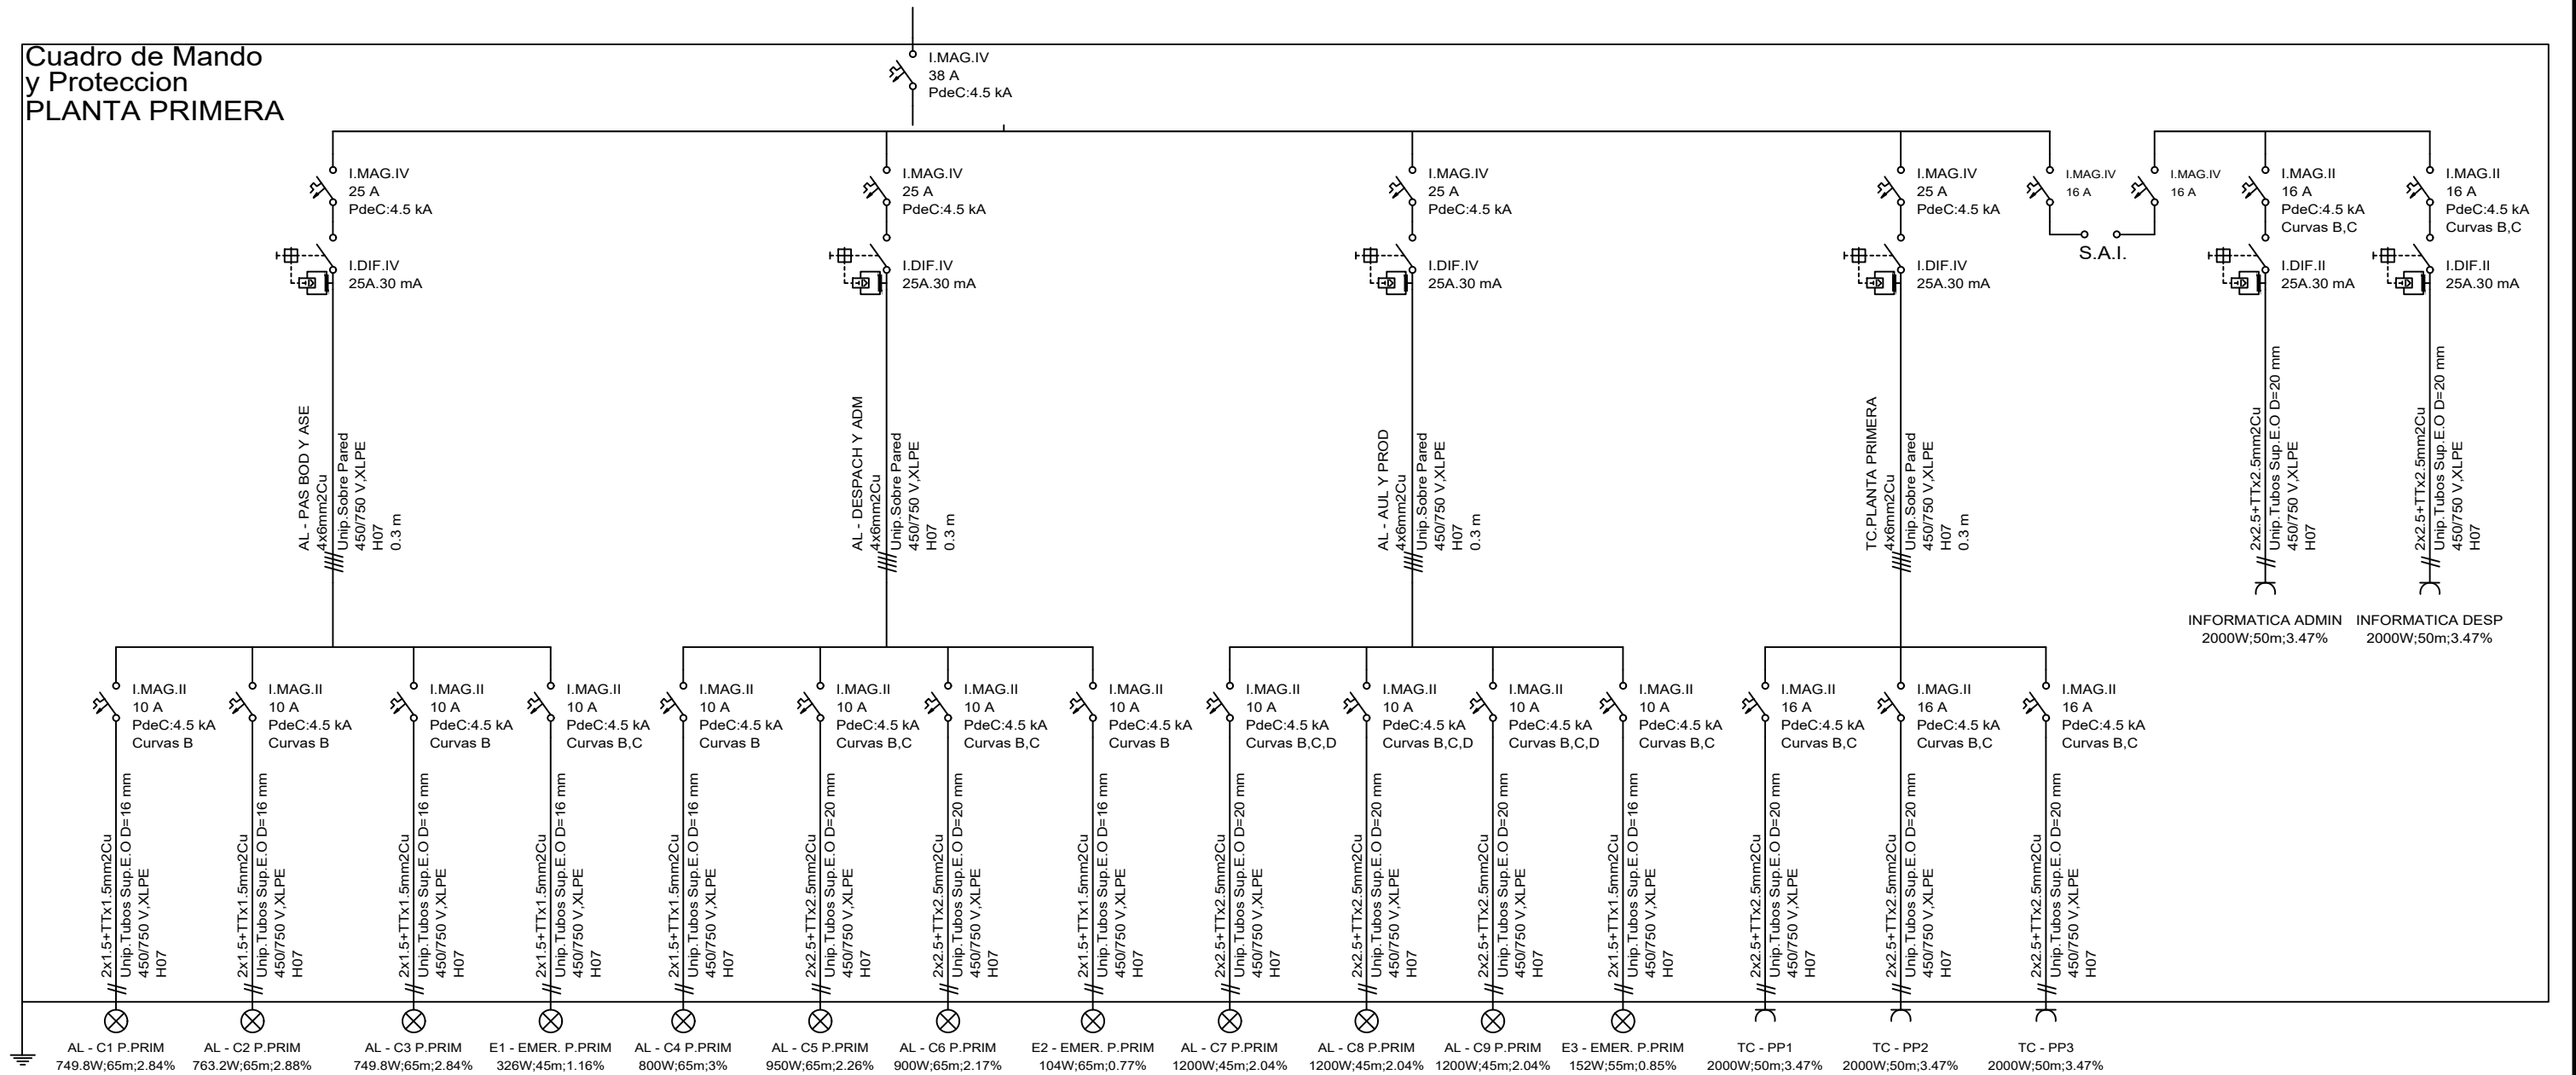 Cuadro de Mando
y Proteccion
PLANTA PRIMERA
I.MAG.IV
38 A
PdeC:4.5 kA
I.MAG.IV
25 A
PdeC:4.5 kA
I.DIF.IV
25A.30 mA
AL - PAS BOD Y ASE
4x6mm2Cu
Unip.Sobre Pared
450/750 V,XLPE
H07
0.3 m
I.MAG.IV
25 A
PdeC:4.5 kA
I.DIF.IV
25A.30 mA
AL - DESPACH Y ADM
4x6mm2Cu
Unip.Sobre Pared
450/750 V,XLPE
H07
0.3 m
I.MAG.IV
25 A
PdeC:4.5 kA
I.DIF.IV
25A.30 mA
AL - AUL Y PROD
4x6mm2Cu
Unip.Sobre Pared
450/750 V,XLPE
H07
0.3 m
I.MAG.IV
25 A
PdeC:4.5 kA
I.DIF.IV
25A.30 mA
TC.PLANTA PRIMERA
4x6mm2Cu
Unip.Sobre Pared
450/750 V,XLPE
H07
0.3 m
I.MAG.IV
16 A
I.MAG.IV
16 A
S.A.I.
I.MAG.II
16 A
PdeC:4.5 kA
Curvas B,C
I.DIF.II
25A.30 mA
2x2.5+TTx2.5mm2Cu
Unip.Tubos Sup.E.O D=20 mm
450/750 V,XLPE
H07
INFORMATICA ADMIN
2000W;50m;3.47%
I.MAG.II
16 A
PdeC:4.5 kA
Curvas B,C
I.DIF.II
25A.30 mA
2x2.5+TTx2.5mm2Cu
Unip.Tubos Sup.E.O D=20 mm
450/750 V,XLPE
H07
INFORMATICA DESP
2000W;50m;3.47%
I.MAG.II
10 A
PdeC:4.5 kA
Curvas B
2x1.5+TTx1.5mm2Cu
Unip.Tubos Sup.E.O D=16 mm
450/750 V,XLPE
H07
AL - C1 P.PRIM
749.8W;65m;2.84%
I.MAG.II
10 A
PdeC:4.5 kA
Curvas B
2x1.5+TTx1.5mm2Cu
Unip.Tubos Sup.E.O D=16 mm
450/750 V,XLPE
H07
AL - C2 P.PRIM
763.2W;65m;2.88%
I.MAG.II
10 A
PdeC:4.5 kA
Curvas B
2x1.5+TTx1.5mm2Cu
Unip.Tubos Sup.E.O D=16 mm
450/750 V,XLPE
H07
AL - C3 P.PRIM
749.8W;65m;2.84%
I.MAG.II
10 A
PdeC:4.5 kA
Curvas B,C
2x1.5+TTx1.5mm2Cu
Unip.Tubos Sup.E.O D=16 mm
450/750 V,XLPE
H07
E1 - EMER. P.PRIM
326W;45m;1.16%
I.MAG.II
10 A
PdeC:4.5 kA
Curvas B
2x1.5+TTx1.5mm2Cu
Unip.Tubos Sup.E.O D=16 mm
450/750 V,XLPE
H07
AL - C4 P.PRIM
800W;65m;3%
I.MAG.II
10 A
PdeC:4.5 kA
Curvas B,C
2x2.5+TTx2.5mm2Cu
Unip.Tubos Sup.E.O D=20 mm
450/750 V,XLPE
H07
AL - C5 P.PRIM
950W;65m;2.26%
I.MAG.II
10 A
PdeC:4.5 kA
Curvas B,C
2x2.5+TTx2.5mm2Cu
Unip.Tubos Sup.E.O D=20 mm
450/750 V,XLPE
H07
AL - C6 P.PRIM
900W;65m;2.17%
I.MAG.II
10 A
PdeC:4.5 kA
Curvas B
2x1.5+TTx1.5mm2Cu
Unip.Tubos Sup.E.O D=16 mm
450/750 V,XLPE
H07
E2 - EMER. P.PRIM
104W;65m;0.77%
I.MAG.II
10 A
PdeC:4.5 kA
Curvas B,C,D
2x2.5+TTx2.5mm2Cu
Unip.Tubos Sup.E.O D=20 mm
450/750 V,XLPE
H07
AL - C7 P.PRIM
1200W;45m;2.04%
I.MAG.II
10 A
PdeC:4.5 kA
Curvas B,C,D
2x2.5+TTx2.5mm2Cu
Unip.Tubos Sup.E.O D=20 mm
450/750 V,XLPE
H07
AL - C8 P.PRIM
1200W;45m;2.04%
I.MAG.II
10 A
PdeC:4.5 kA
Curvas B,C,D
2x2.5+TTx2.5mm2Cu
Unip.Tubos Sup.E.O D=20 mm
450/750 V,XLPE
H07
AL - C9 P.PRIM
1200W;45m;2.04%
I.MAG.II
10 A
PdeC:4.5 kA
Curvas B,C
2x1.5+TTx1.5mm2Cu
Unip.Tubos Sup.E.O D=16 mm
450/750 V,XLPE
H07
E3 - EMER. P.PRIM
152W;55m;0.85%
I.MAG.II
16 A
PdeC:4.5 kA
Curvas B,C
2x2.5+TTx2.5mm2Cu
Unip.Tubos Sup.E.O D=20 mm
450/750 V,XLPE
H07
TC - PP1
2000W;50m;3.47%
I.MAG.II
16 A
PdeC:4.5 kA
Curvas B,C
2x2.5+TTx2.5mm2Cu
Unip.Tubos Sup.E.O D=20 mm
450/750 V,XLPE
H07
TC - PP2
2000W;50m;3.47%
I.MAG.II
16 A
PdeC:4.5 kA
Curvas B,C
2x2.5+TTx2.5mm2Cu
Unip.Tubos Sup.E.O D=20 mm
450/750 V,XLPE
H07
TC - PP3
2000W;50m;3.47%